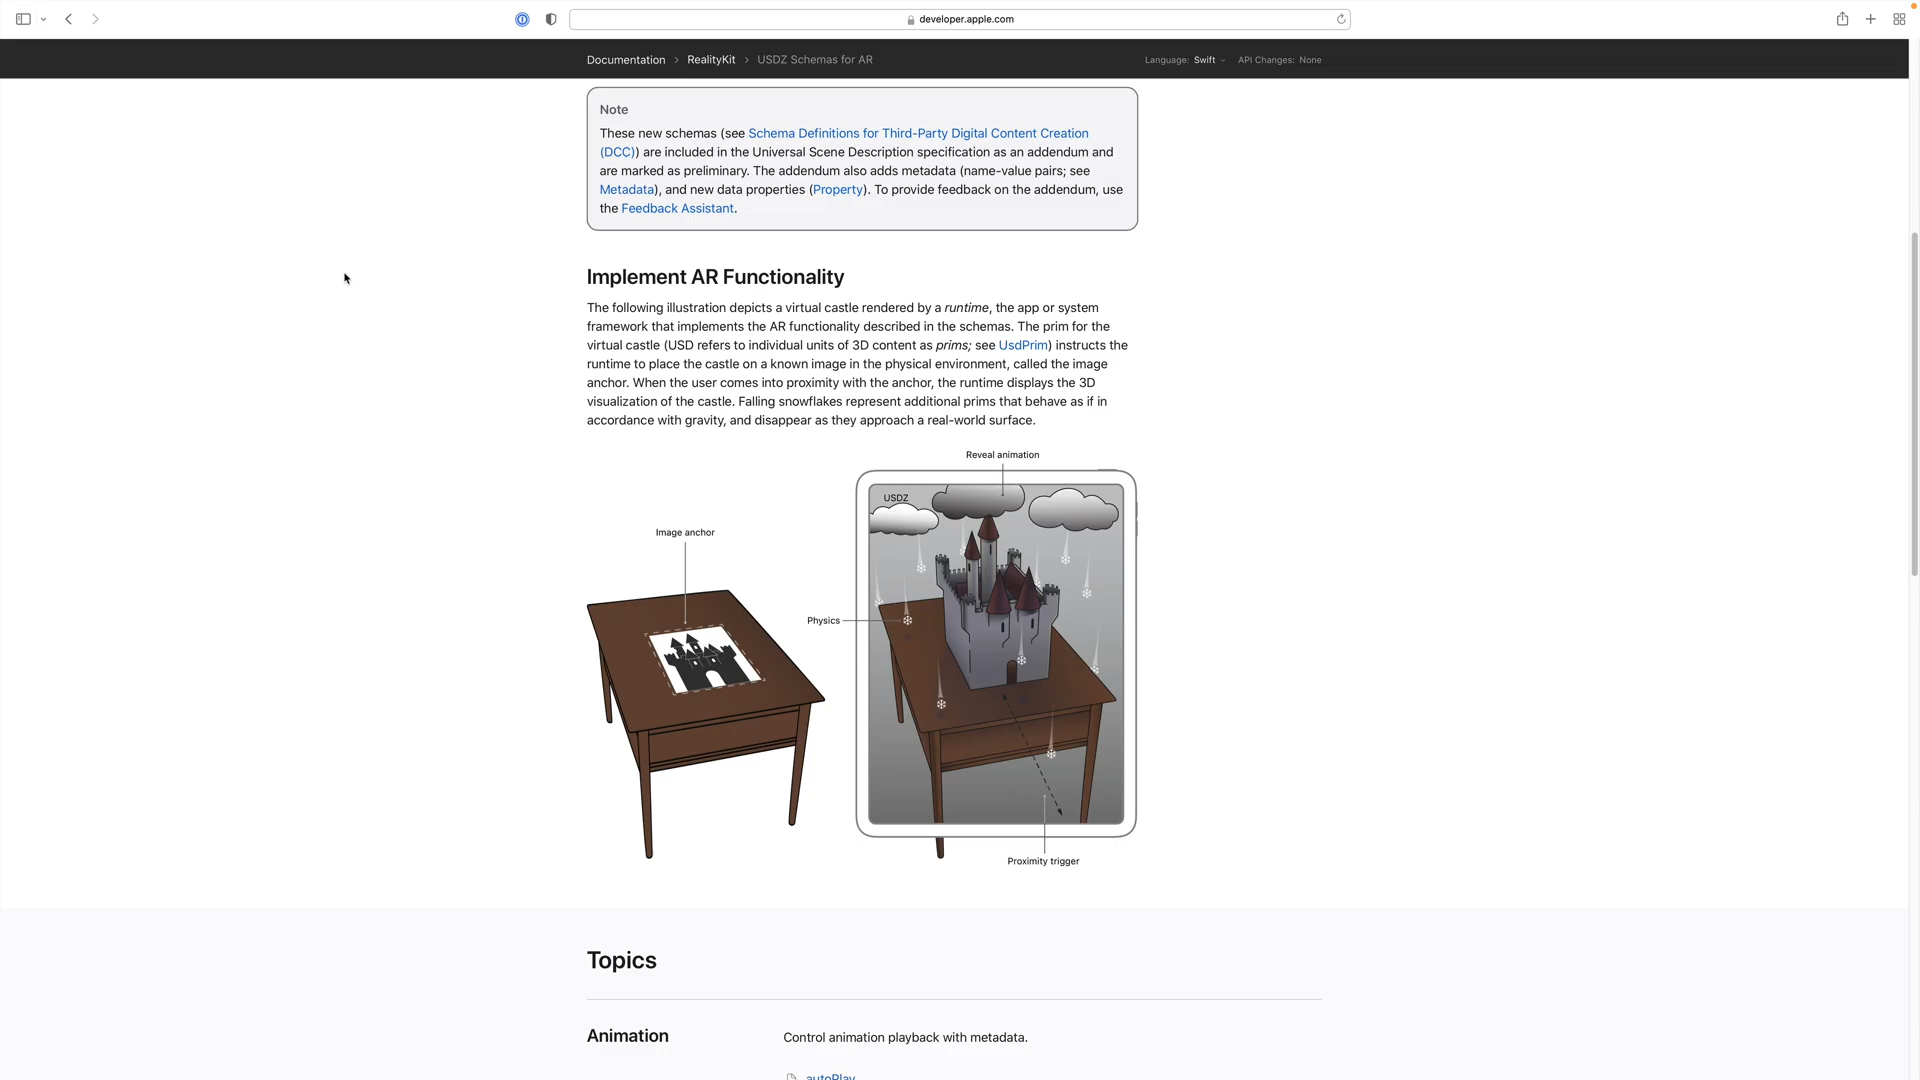 developer.apple.com
Documentation > RealityKit > USDZ Schemas for AR
Language: Swift
API Changes: None
Note
These new schemas (see Schema Definitions for Third-Party Digital Content Creation
(DCC)) are included in the Universal Scene Description specification as an addendum and
are marked as preliminary. The addendum also adds metadata (name-value pairs; see
Metadata), and new data properties (Property). To provide feedback on the addendum, use
the Feedback Assistant.
Implement AR Functionality
The following illustration depicts a virtual castle rendered by a runtime, the app or system
framework that implements the AR functionality described in the schemas. The prim for the
virtual castle (USD refers to individual units of 3D content as prims; see UsdPrim) instructs the
runtime to place the castle on a known image in the physical environment, called the image
anchor. When the user comes into proximity with the anchor, the runtime displays the 3D
visualization of the castle. Falling snowflakes represent additional prims that behave as if in
accordance with gravity, and disappear as they approach a real-world surface.
Reveal animation
USDZ
Image anchor
Physics
Proximity trigger
Topics
Animation
Control animation playback with metadata.
autoPlay